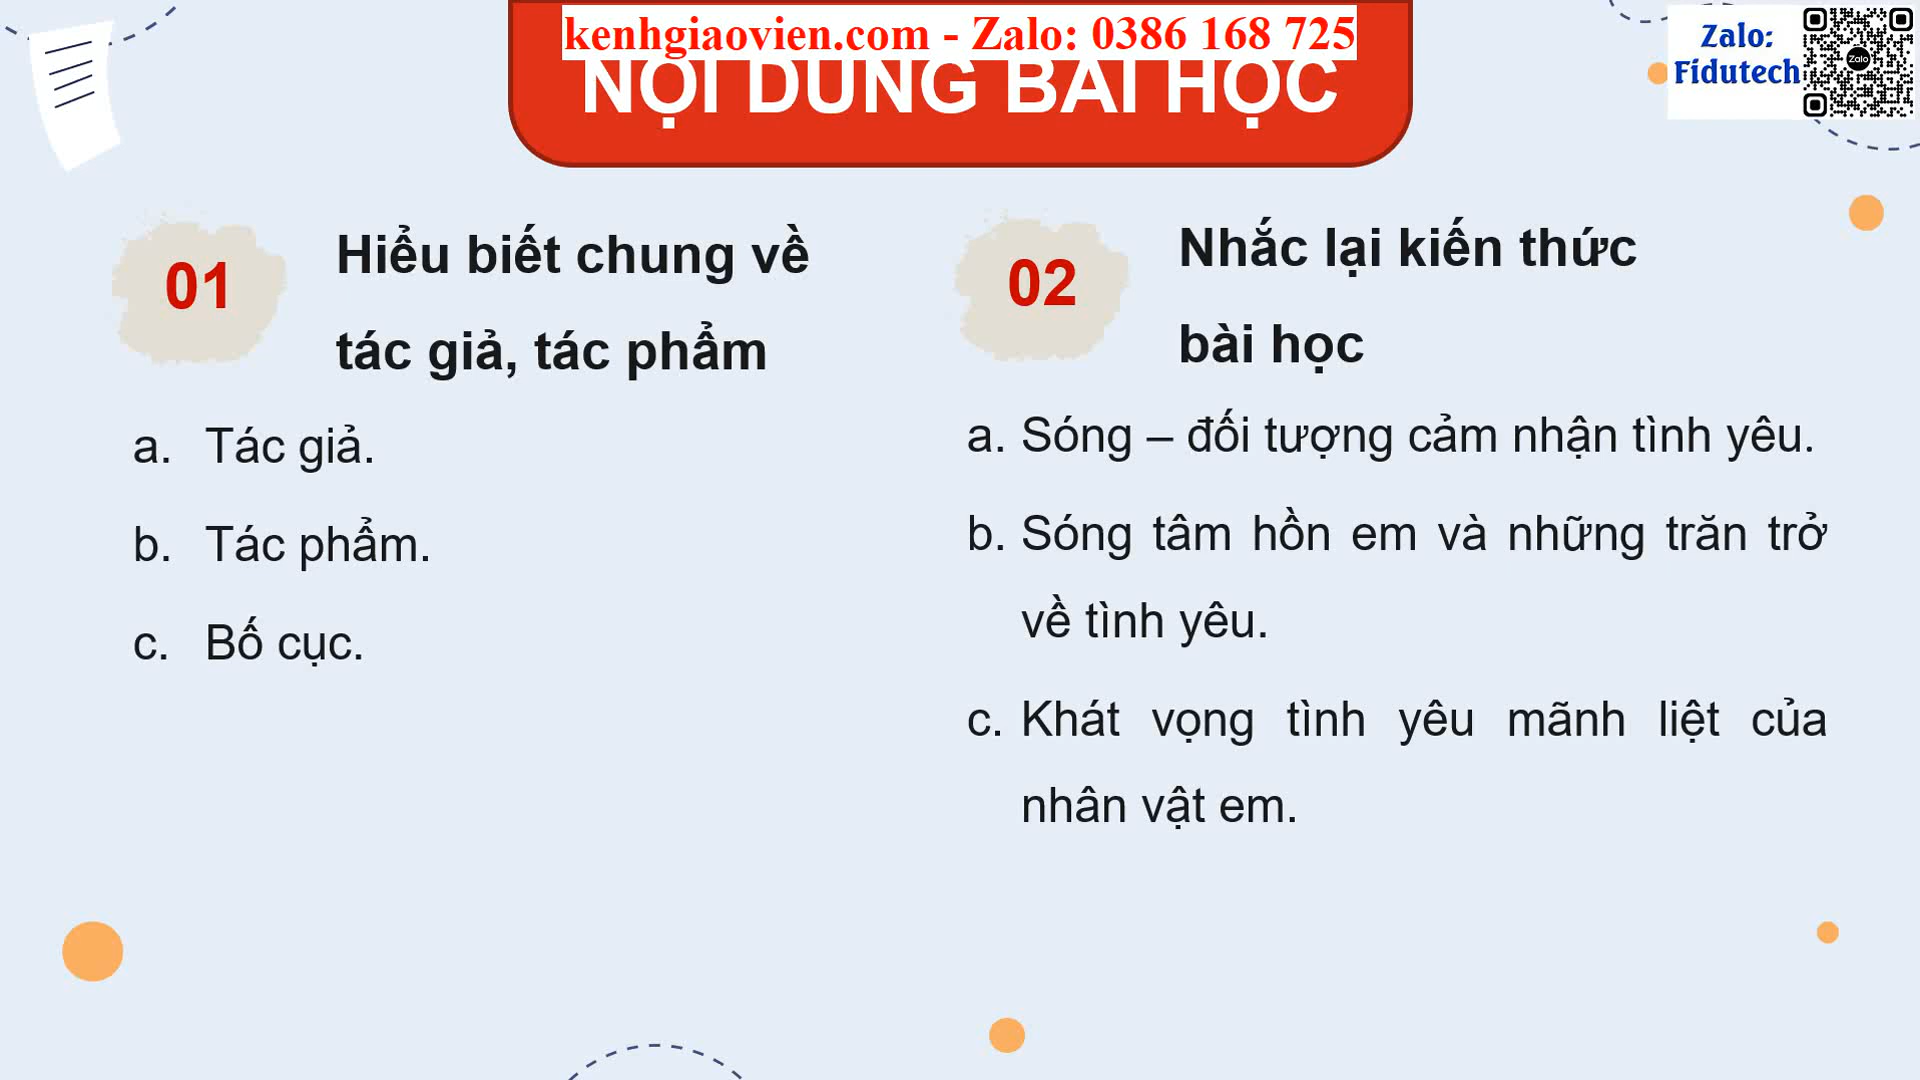 kenhgiaovien.com - Zalo: 0386 168 725
NỘI DUNG BÀI HỌC
Zalo:
Fidutech
Zalo
01
Hiểu biết chung về
tác giả, tác phẩm
a. Tác giả.
b. Tác phẩm.
c. Bố cục.
02
Nhắc lại kiến thức
bài học
a. Sóng – đối tượng cảm nhận tình yêu.
b. Sóng tâm hồn em và những trăn trở
về tình yêu.
c. Khát vọng tình yêu mãnh liệt của
nhân vật em.